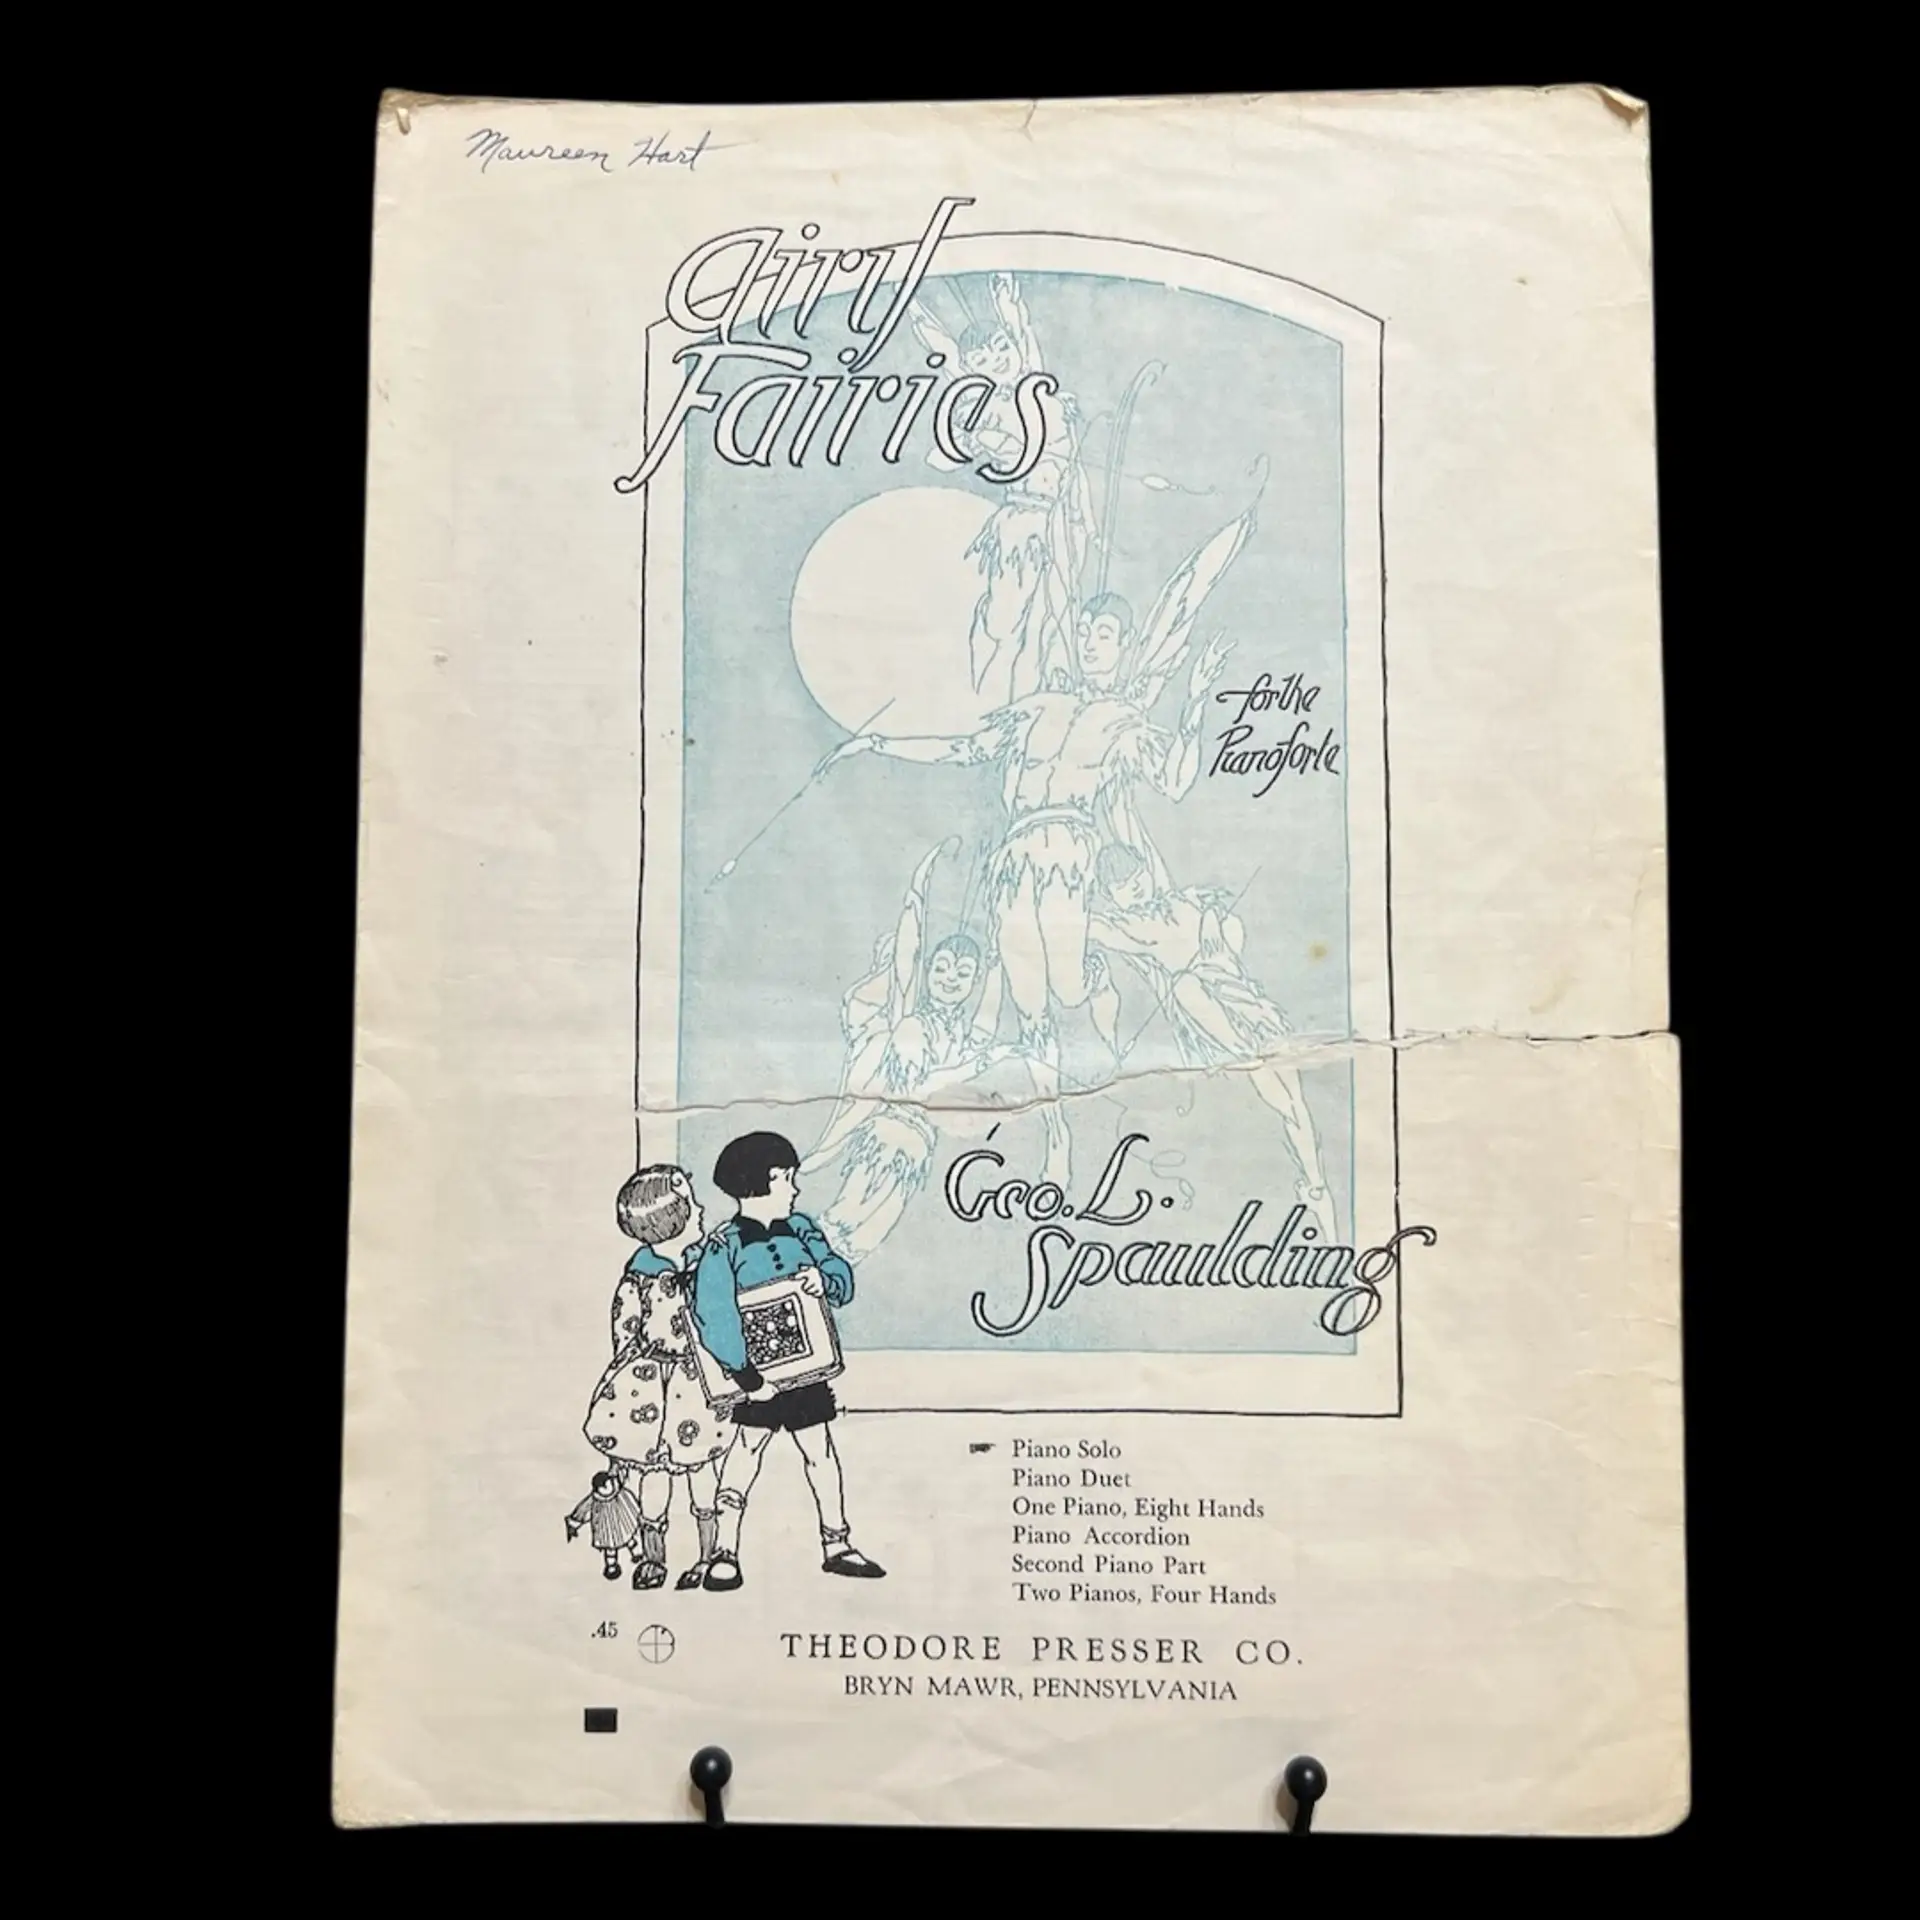 Maureen Hart
Airy
Fairies
for the
Pianoforte
Geo. L.
Spaulding
Piano Solo
Piano Duet
One Piano, Eight Hands
Piano Accordion
Second Piano Part
Two Pianos, Four Hands
.45
THEODORE PRESSER CO.
BRYN MAWR, PENNSYLVANIA